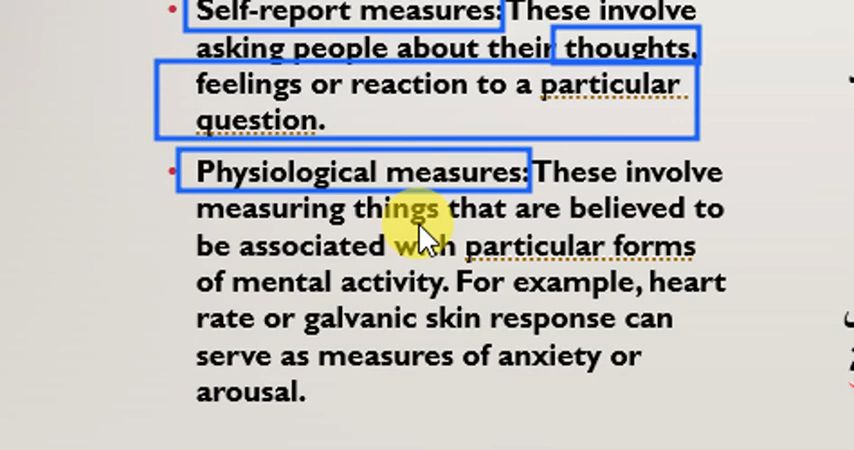 • Self-report measures: These involve
asking people about their thoughts,
feelings or reaction to a particular
question.
• Physiological measures: These involve
measuring things that are believed to
be associated with particular forms
of mental activity. For example, heart
rate or galvanic skin response can
serve as measures of anxiety or
arousal.